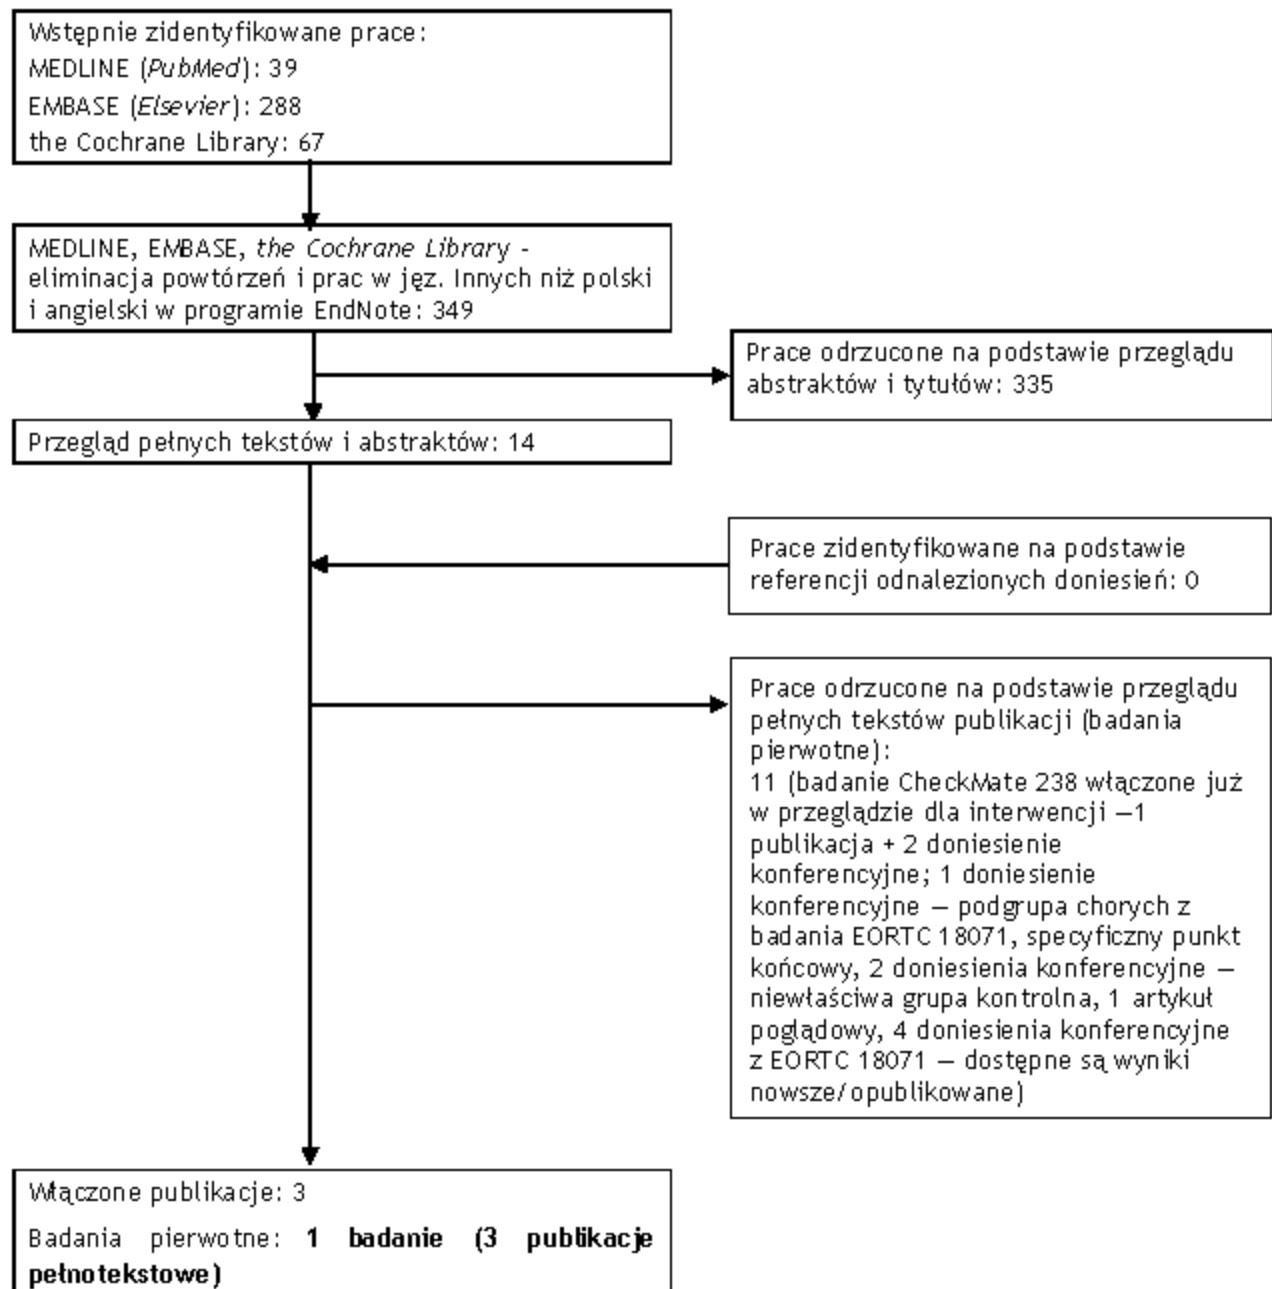 Wstępnie zidentyfikowane prace:
MEDLINE (PubMed): 39
EMBASE (Elsevier): 288
the Cochrane Library: 67
MEDLINE, EMBASE, the Cochrane Library -
eliminacja powtórzeń i prac w jęz. Innych niż polski
i angielski w programie EndNote: 349
Prace odrzucone na podstawie przeglądu
abstraktów i tytułów: 335
Przegląd pełnych tekstów i abstraktów: 14
Prace zidentyfikowane na podstawie
referencji odnalezionych doniesień: 0
Prace odrzucone na podstawie przeglądu
pełnych tekstów publikacji (badania
pierwotne):
11 (badanie CheckMate 238 włączone już
w przeglądzie dla interwencji —1
publikacja + 2 doniesienie
konferencyjne; 1 doniesienie
konferencyjne — podgrupa chorych z
badania EORTC 18071, specyficzny punkt
końcowy, 2 doniesienia konferencyjne —
niewłaściwa grupa kontrolna, 1 artykuł
poglądowy, 4 doniesienia konferencyjne
z EORTC 18071 — dostępne są wyniki
nowsze/opublikowane)
Włączone publikacje: 3
Badania pierwotne: 1 badanie (3 publikacje
pełnotekstowe)